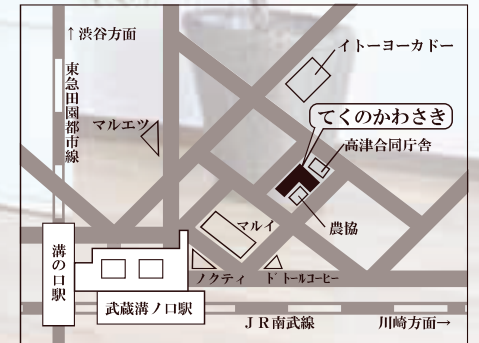 ↑渋谷方面
イトーヨーカドー
東急田園都市線
マルエツ
てくのかわさき
高津合同庁舎
農協
マルイ
溝の口駅
ノクティ
ドトールコーヒー
武蔵溝ノ口駅
JR南武線
川崎方面→